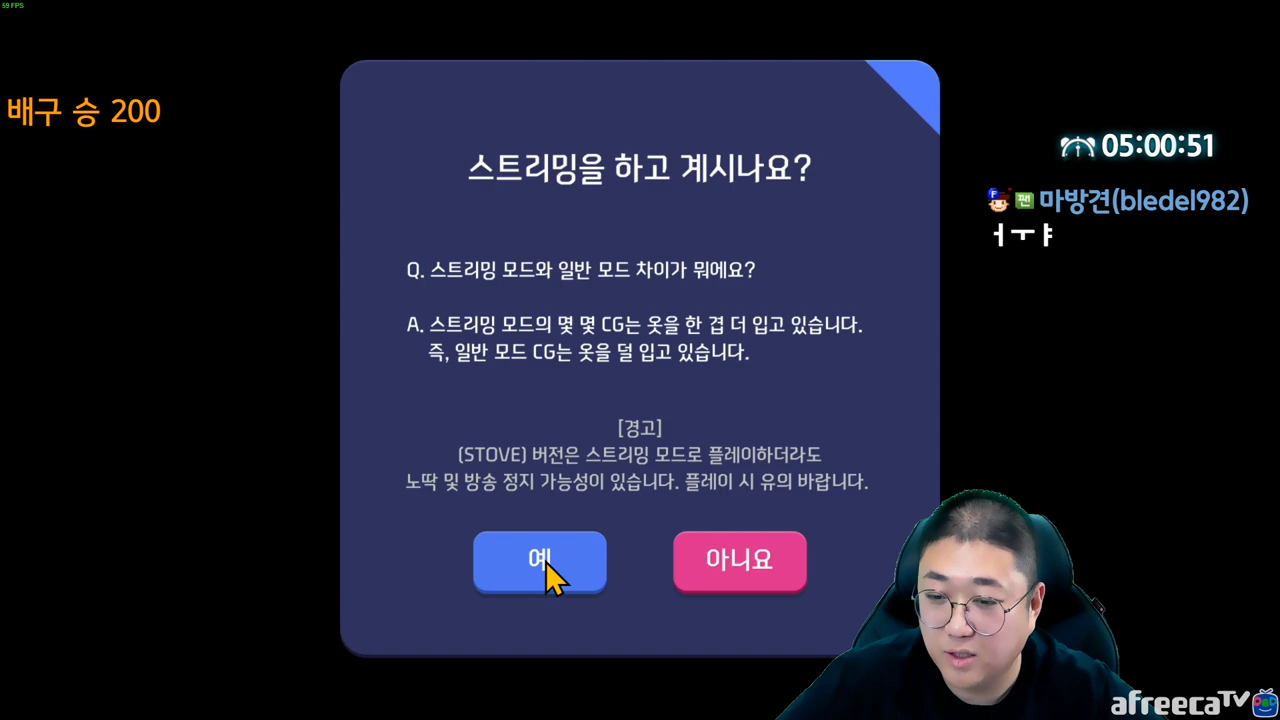 59 FPS
배구 승 200
스트리밍을 하고 계시나요?
Q. 스트리밍 모드와 일반 모드 차이가 뭐에요?
A. 스트리밍 모드의 몇 몇 CG는 옷을 한 겹 더 입고 있습니다.
즉, 일반 모드 CG는 옷을 덜 입고 있습니다.
[경고]
(STOVE) 버전은 스트리밍 모드로 플레이하더라도
노딱 및 방송 정지 가능성이 있습니다. 플레이 시 유의 바랍니다.
예
아니요
05:00:51
F 팬 마방견(bledel982)
ㅓㅜㅑ
afreecaTV